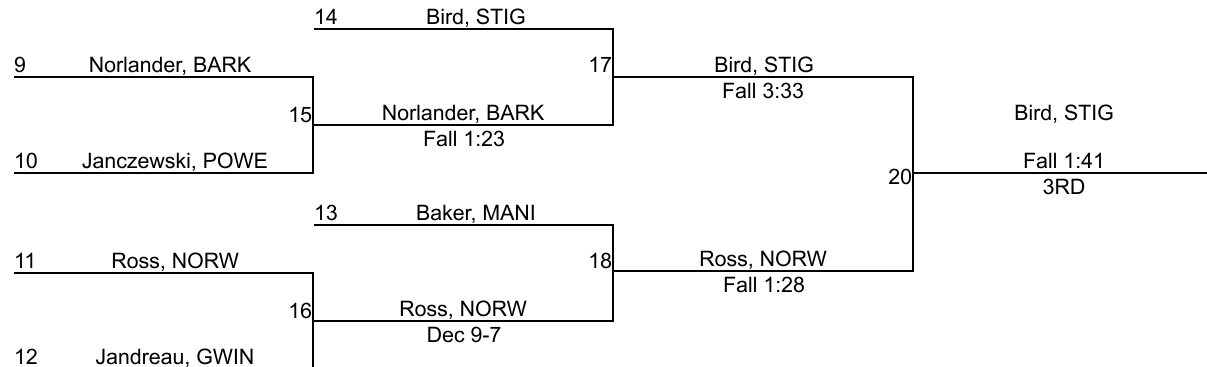 14 Bird, STIG
9 Norlander, BARK
17 Bird, STIG
Fall 3:33
15 Norlander, BARK
Fall 1:23
Bird, STIG
10 Janczewski, POWE
Fall 1:41
20
3RD
13 Baker, MANI
11 Ross, NORW
18 Ross, NORW
Fall 1:28
16 Ross, NORW
Dec 9-7
12 Jandreau, GWIN